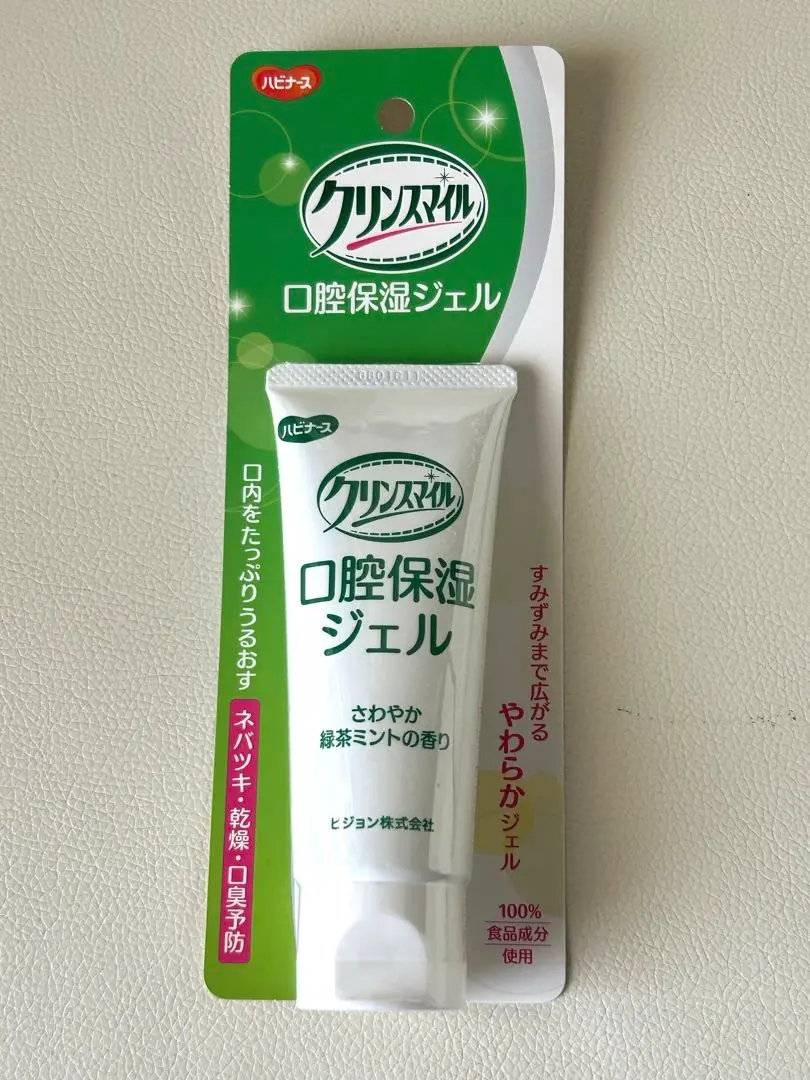 ハビナース
クリンスマイル
口腔保湿ジェル
ハビナース
クリンスマイル
口腔保湿
ジェル
さわやか
緑茶ミントの香り
ピジョン株式会社
口内をたっぷりうるおす
ネバツキ・乾燥・口臭予防
すみずみまで広がる
やわらかジェル
100%
食品成分
使用